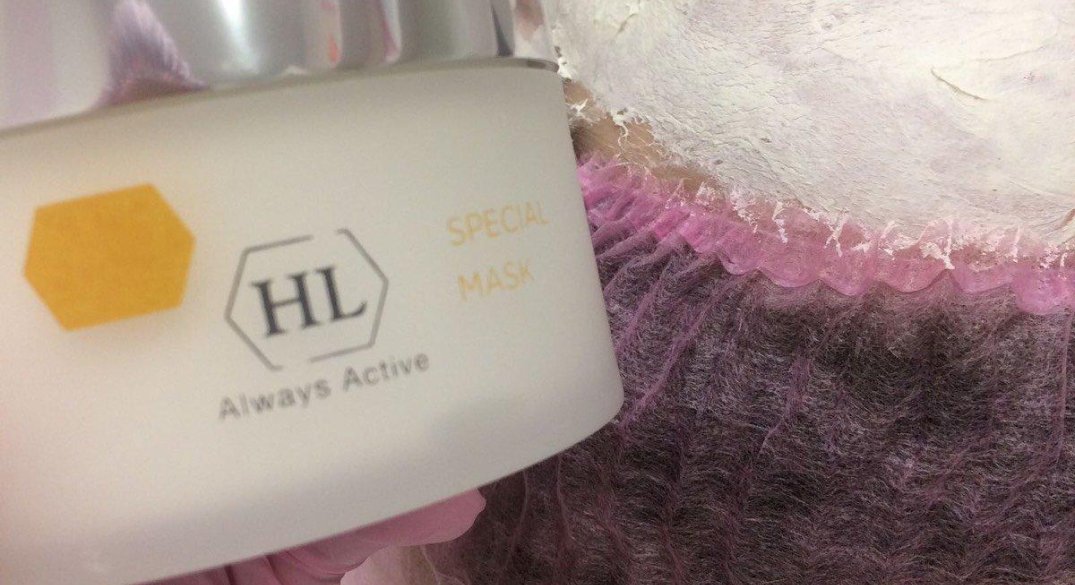 HL
Always Active
SPECIAL
MASK